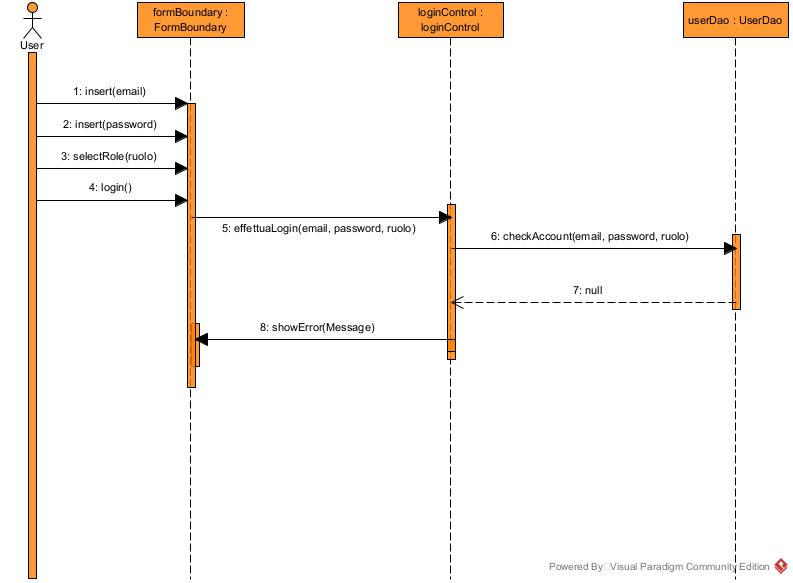 formBoundary :
FormBoundary
loginControl :
loginControl
userDao : UserDao
User
1: insert(email)
2: insert(password)
3: selectRole(ruolo)
4: login()
5: effettuaLogin(email, password, ruolo)
6: checkAccount(email, password, ruolo)
7: null
8: showError(Message)
Powered By Visual Paradigm Community Edition